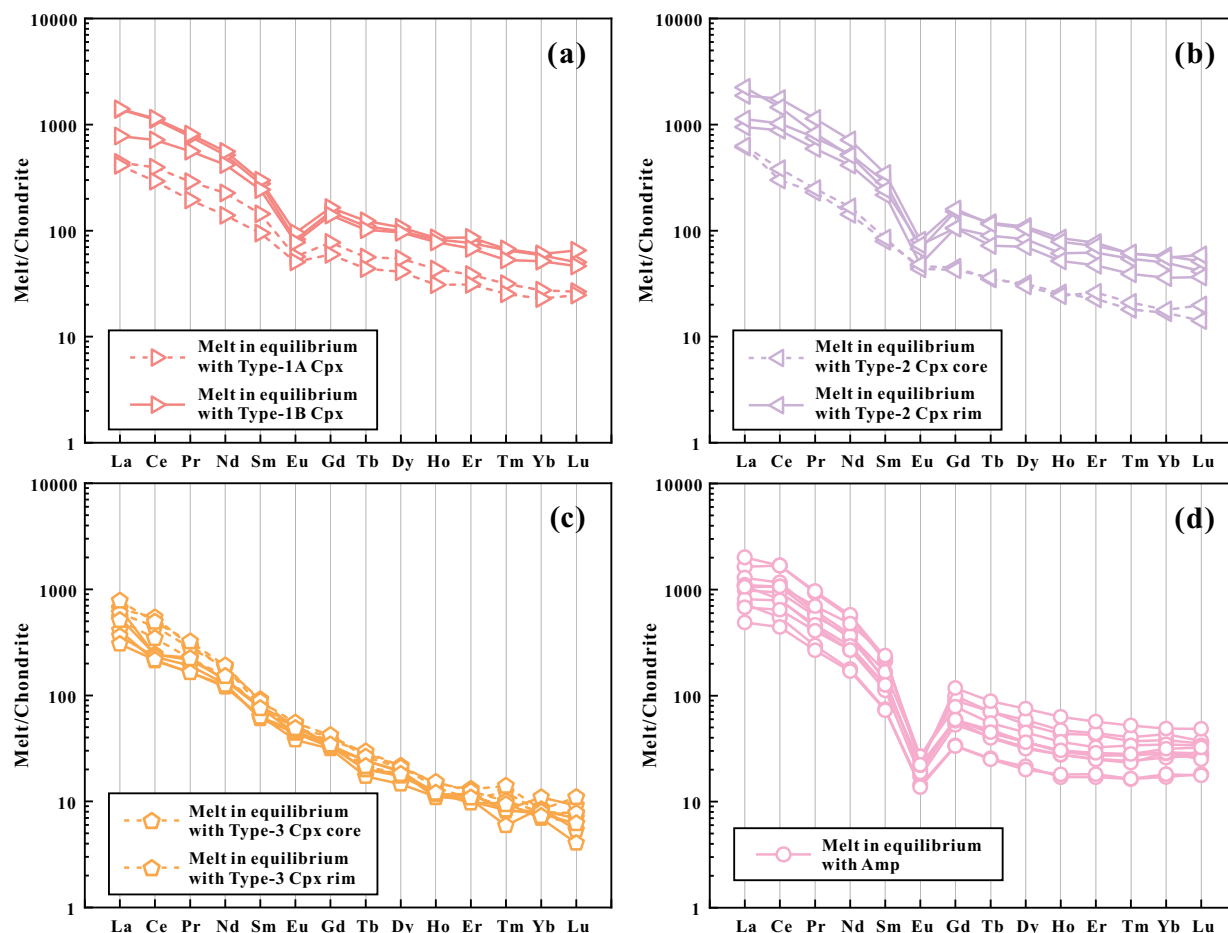 10000
1000
100
10
1
Melt/Chondrite
(a)
Melt in equilibrium
with Type-1A Cpx
Melt in equilibrium
with Type-1B Cpx
La Ce Pr Nd Sm Eu Gd Tb Dy Ho Er Tm Yb Lu
10000
1000
100
10
1
Melt/Chondrite
(b)
Melt in equilibrium
with Type-2 Cpx core
Melt in equilibrium
with Type-2 Cpx rim
La Ce Pr Nd Sm Eu Gd Tb Dy Ho Er Tm Yb Lu
10000
1000
100
10
1
Melt/Chondrite
(c)
Melt in equilibrium
with Type-3 Cpx core
Melt in equilibrium
with Type-3 Cpx rim
La Ce Pr Nd Sm Eu Gd Tb Dy Ho Er Tm Yb Lu
10000
1000
100
10
1
Melt/Chondrite
(d)
Melt in equilibrium
with Amp
La Ce Pr Nd Sm Eu Gd Tb Dy Ho Er Tm Yb Lu